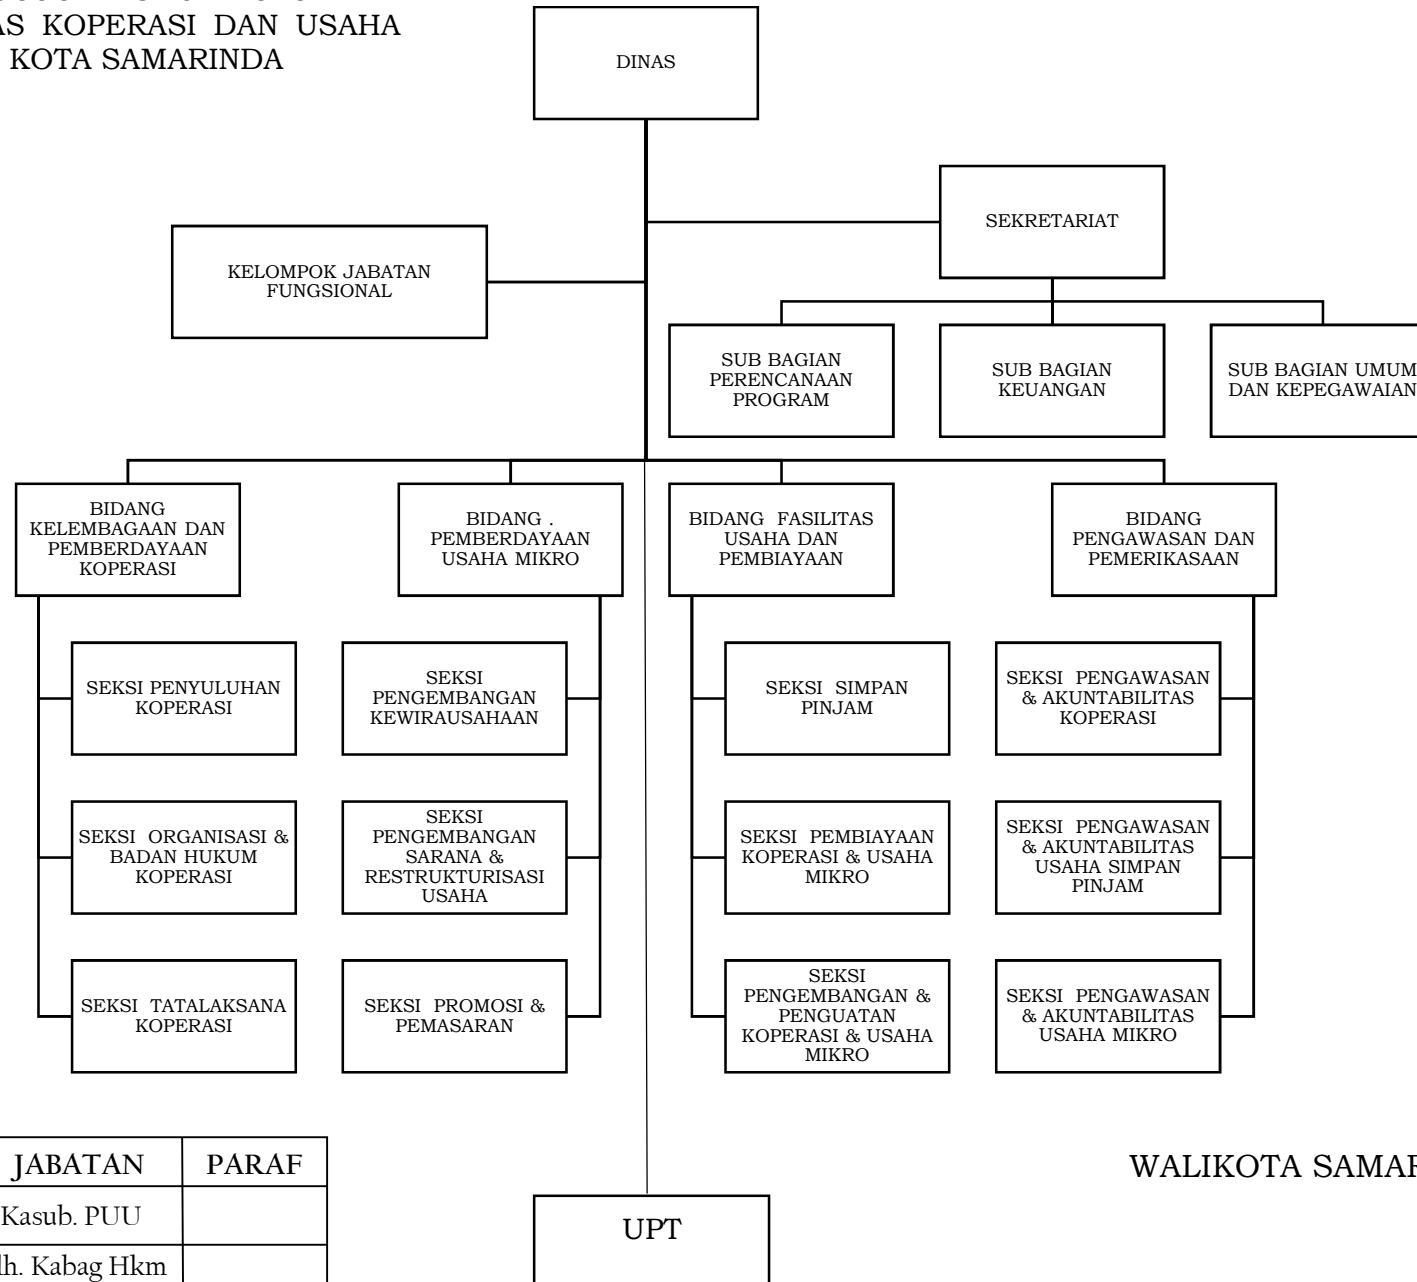 KOPERASI DAN USAHA
KOTA SAMARINDA
DINAS
SEKRETARIAT
KELOMPOK JABATAN
FUNGSIONAL
SUB BAGIAN
PERENCANAAN
PROGRAM
SUB BAGIAN
KEUANGAN
SUB BAGIAN UMUM
DAN KEPEGAWAIAN
BIDANG
KELEMBAGAAN DAN
PEMBERDAYAAN
KOPERASI
BIDANG .
PEMBERDAYAAN
USAHA MIKRO
BIDANG FASILITAS
USAHA DAN
PEMBIAYAAN
BIDANG
PENGAWASAN DAN
PEMERIKASAAN
SEKSI PENYULUHAN
KOPERASI
SEKSI
PENGEMBANGAN
KEWIRAUSAHAAN
SEKSI SIMPAN
PINJAM
SEKSI PENGAWASAN
& AKUNTABILITAS
KOPERASI
SEKSI ORGANISASI &
BADAN HUKUM
KOPERASI
SEKSI
PENGEMBANGAN
SARANA &
RESTRUKTURISASI
USAHA
SEKSI PEMBIAYAAN
KOPERASI & USAHA
MIKRO
SEKSI PENGAWASAN
& AKUNTABILITAS
USAHA SIMPAN
PINJAM
SEKSI TATALAKSANA
KOPERASI
SEKSI PROMOSI &
PEMASARAN
SEKSI
PENGEMBANGAN &
PENGUATAN
KOPERASI & USAHA
MIKRO
SEKSI PENGAWASAN
& AKUNTABILITAS
USAHA MIKRO
JABATAN PARAF
Kasub. PUU
Kabag Hkm
WALIKOTA
UPT